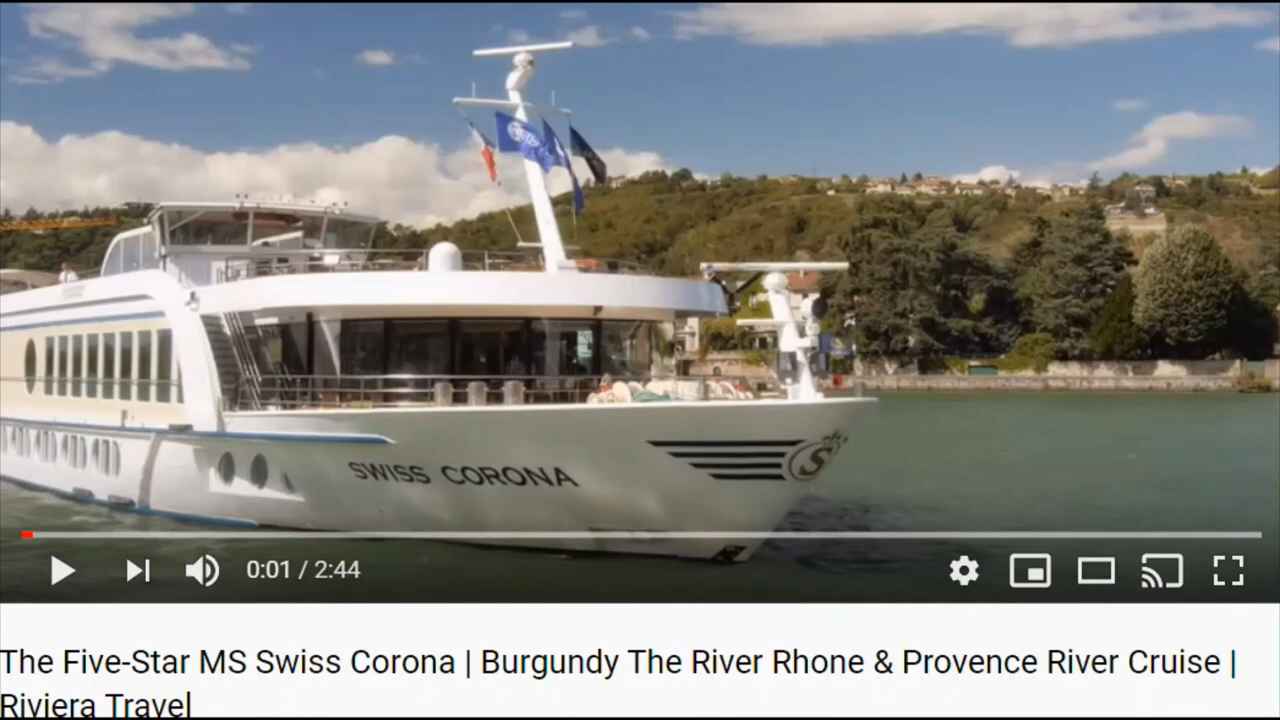 SWISS CORONA
S
0:01 / 2:44
The Five-Star MS Swiss Corona | Burgundy The River Rhone & Provence River Cruise |
Riviera Travel